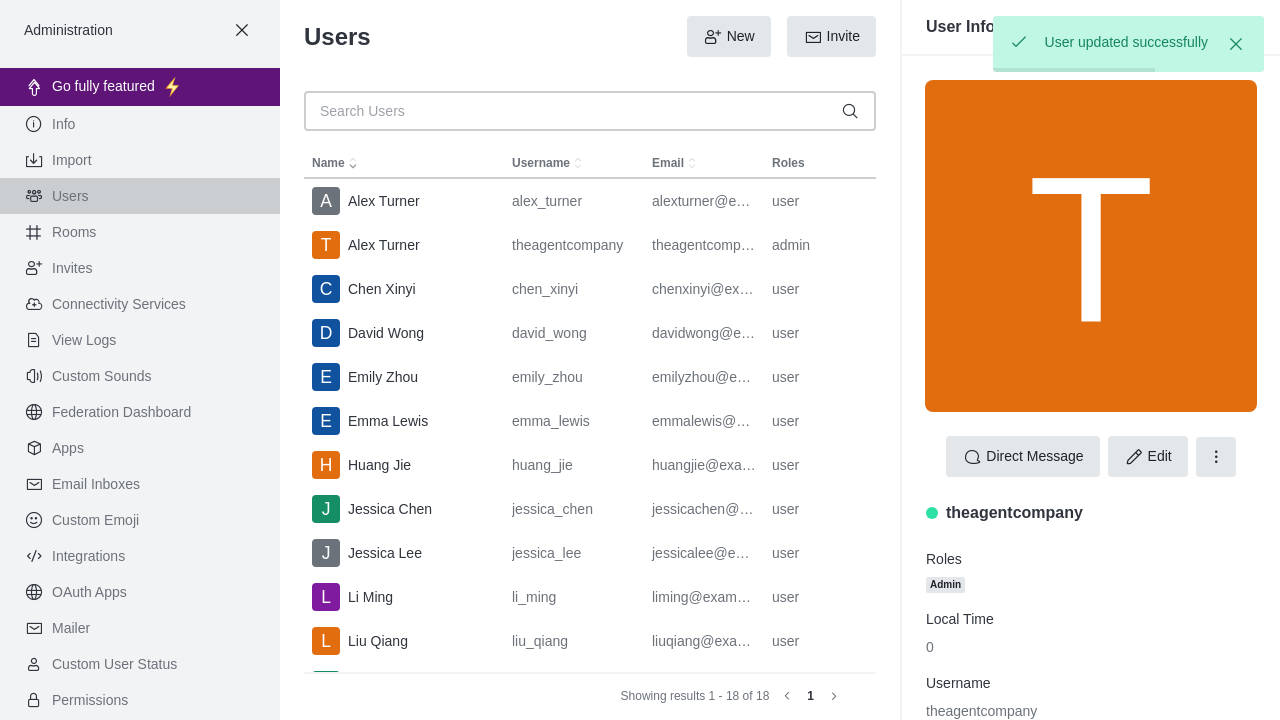 Administration
Go fully featured ⚡
Info
Import
Users
Rooms
Invites
Connectivity Services
View Logs
Custom Sounds
Federation Dashboard
Apps
Email Inboxes
Custom Emoji
Integrations
OAuth Apps
Mailer
Custom User Status
Permissions
Users
New
Invite
Search Users
Name Username Email Roles
A Alex Turner alex_turner alexturner@e… user
T Alex Turner theagentcompany theagentcomp… admin
C Chen Xinyi chen_xinyi chenxinyi@ex… user
D David Wong david_wong davidwong@e… user
E Emily Zhou emily_zhou emilyzhou@e… user
E Emma Lewis emma_lewis emmalewis@… user
H Huang Jie huang_jie huangjie@exa… user
J Jessica Chen jessica_chen jessicachen@… user
J Jessica Lee jessica_lee jessicalee@e… user
L Li Ming li_ming liming@exam… user
L Liu Qiang liu_qiang liuqiang@exa… user
Showing results 1 - 18 of 18 1
User Info
User updated successfully
T
Direct Message
Edit
theagentcompany
Roles
Admin
Local Time
0
Username
theagentcompany